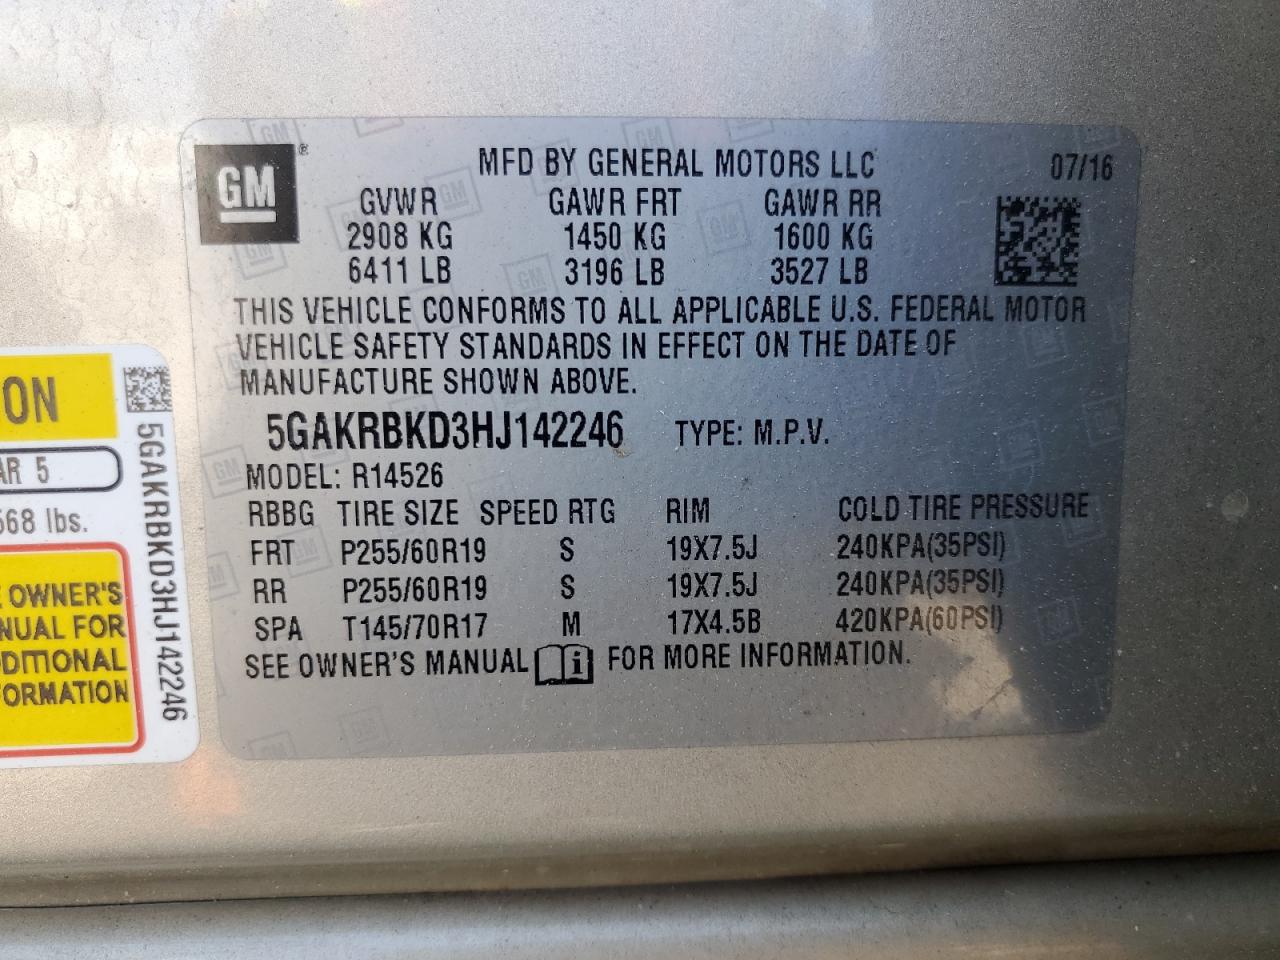 GM
®
MFD BY GENERAL MOTORS LLC 07/16
GVWR GAWR FRT GAWR RR
2908 KG 1450 KG 1600 KG
6411 LB 3196 LB 3527 LB
THIS VEHICLE CONFORMS TO ALL APPLICABLE U.S. FEDERAL MOTOR
VEHICLE SAFETY STANDARDS IN EFFECT ON THE DATE OF
MANUFACTURE SHOWN ABOVE.
5GAKRBKD3HJ142246 TYPE: M.P.V.
MODEL: R14526
RBBG TIRE SIZE SPEED RTG RIM COLD TIRE PRESSURE
FRT P255/60R19 S 19X7.5J 240KPA(35PSI)
RR P255/60R19 S 19X7.5J 240KPA(35PSI)
SPA T145/70R17 M 17X4.5B 420KPA(60PSI)
SEE OWNER'S MANUAL i FOR MORE INFORMATION.
ON
AR 5
568 lbs.
E OWNER'S
NUAL FOR
DDITIONAL
FORMATION
5GAKRBKD3HJ142246